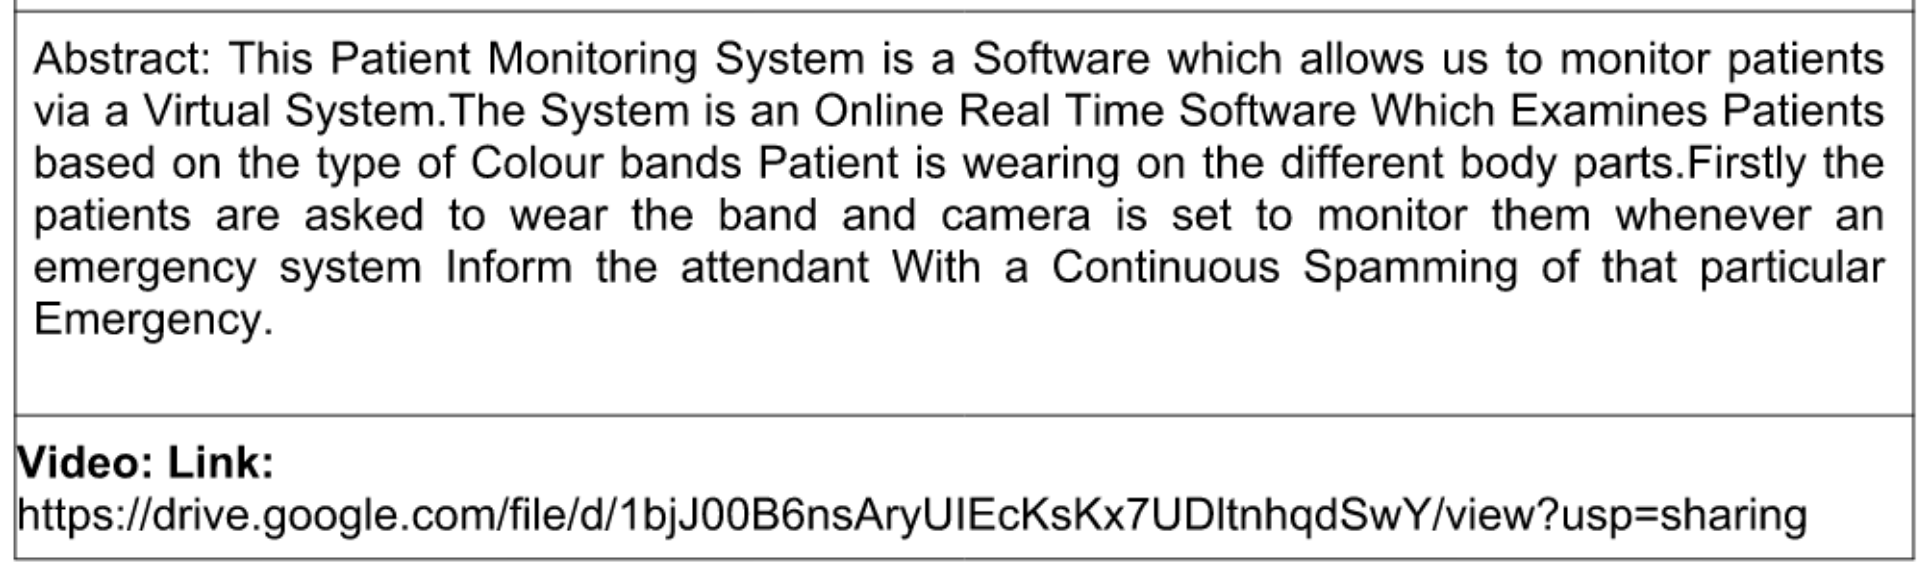 Abstract: This Patient Monitoring System is a Software which allows us to monitor patients
via a Virtual System.The System is an Online Real Time Software Which Examines Patients
based on the type of Colour bands Patient is wearing on the different body parts.Firstly the
patients are asked to wear the band and camera is set to monitor them whenever an
emergency system Inform the attendant With a Continuous Spamming of that particular
Emergency.
Video: Link:
https://drive.google.com/file/d/1bjJ00B6nsAryUIEcKsKx7UDltnhqdSwY/view?usp=sharing